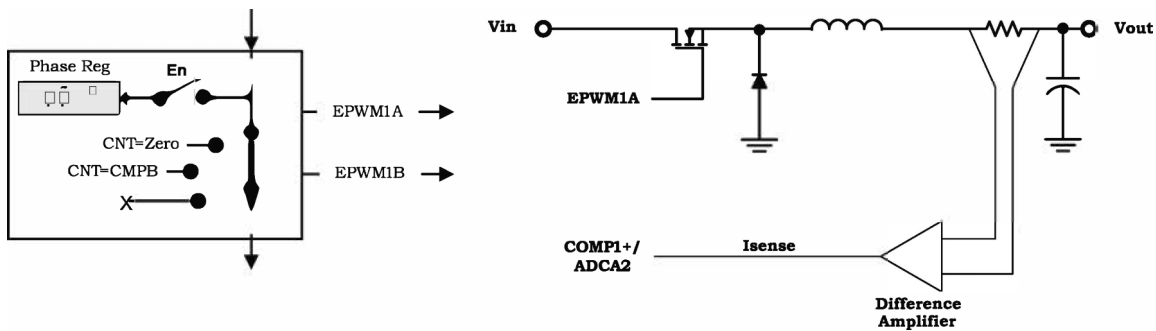 Phase Reg
En
EPWM1A
CNT=Zero
CNT=CMPB
EPWM1B
X
Vin
Vout
EPWM1A
COMP1+/
ADCA2
Isense
Difference
Amplifier